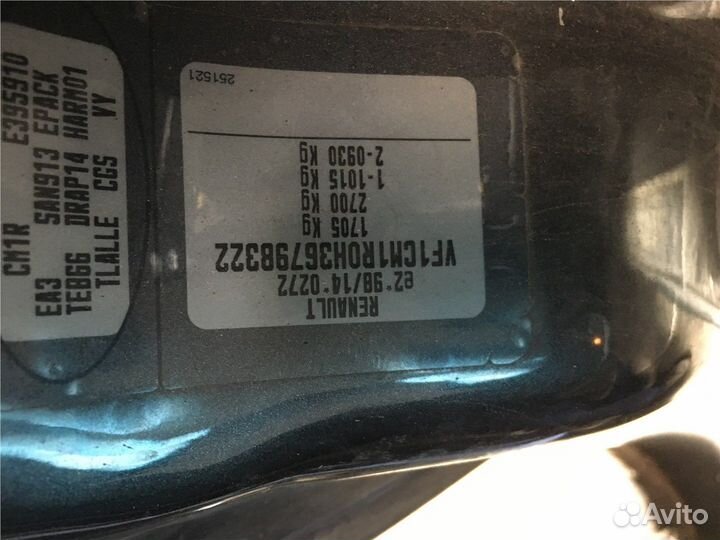 RENAULT
e2*98/14*0272
VF1CM1R0H36798322
1705 Kg
2700 Kg
1-1015 Kg
2-0930 Kg
251521
CM1R E395910
EA3 SAN913 EPACK
TEB66 DRAP14 HARM01
TLALLE CGS VY
Avito